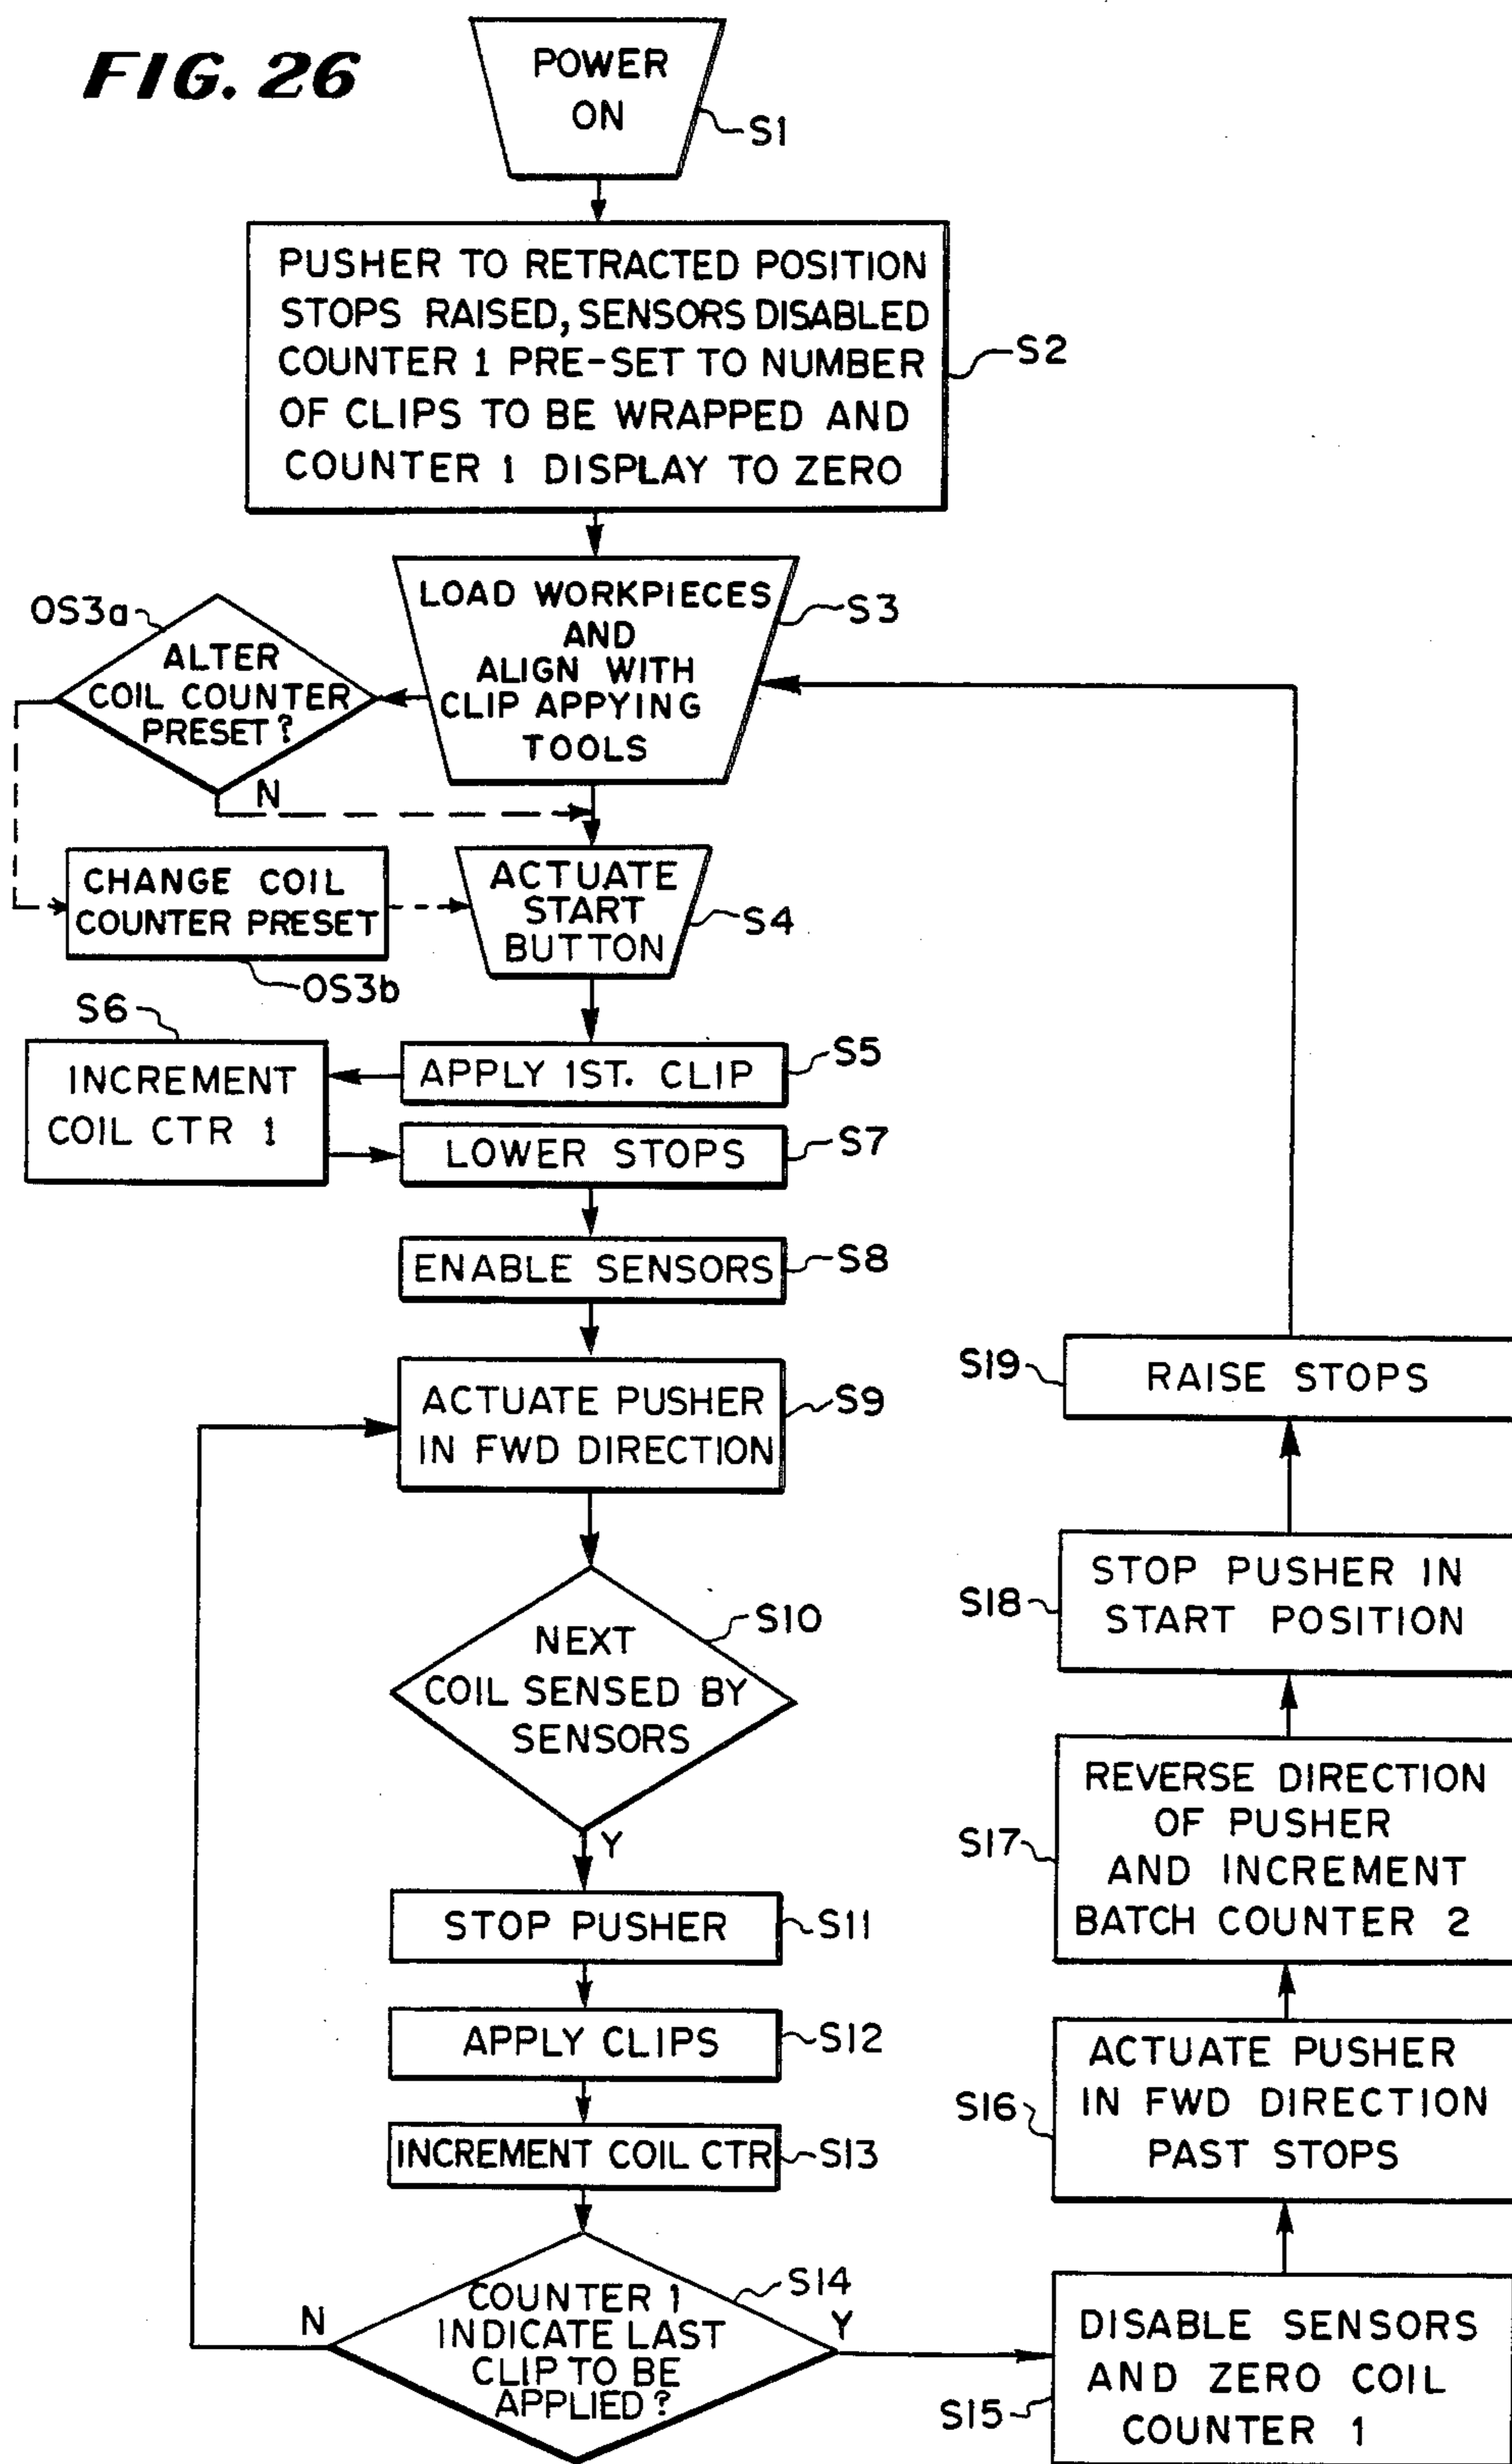 FIG. 26
POWER
ON
S1
PUSHER TO RETRACTED POSITION
STOPS RAISED, SENSORS DISABLED
COUNTER 1 PRE-SET TO NUMBER
OF CLIPS TO BE WRAPPED AND
COUNTER 1 DISPLAY TO ZERO
S2
LOAD WORKPIECES
AND
ALIGN WITH
CLIP APPYING
TOOLS
S3
OS3a
ALTER
COIL COUNTER
PRESET?
N
CHANGE COIL
COUNTER PRESET
OS3b
ACTUATE
START
BUTTON
S4
APPLY 1ST. CLIP
S5
S6
INCREMENT
COIL CTR 1
LOWER STOPS
S7
ENABLE SENSORS
S8
ACTUATE PUSHER
IN FWD DIRECTION
S9
NEXT
COIL SENSED BY
SENSORS
S10
Y
STOP PUSHER
S11
APPLY CLIPS
S12
INCREMENT COIL CTR
S13
COUNTER 1
INDICATE LAST
CLIP TO BE
APPLIED?
S14
N
Y
DISABLE SENSORS
AND ZERO COIL
COUNTER 1
S15
ACTUATE PUSHER
IN FWD DIRECTION
PAST STOPS
S16
REVERSE DIRECTION
OF PUSHER
AND INCREMENT
BATCH COUNTER 2
S17
STOP PUSHER IN
START POSITION
S18
RAISE STOPS
S19